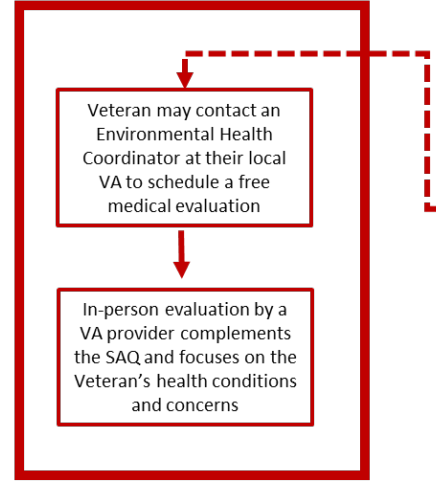 Veteran may contact an
Environmental Health
Coordinator at their local
VA to schedule a free
medical evaluation
In-person evaluation by a
VA provider complements
the SAQ and focuses on the
Veteran’s health conditions
and concerns